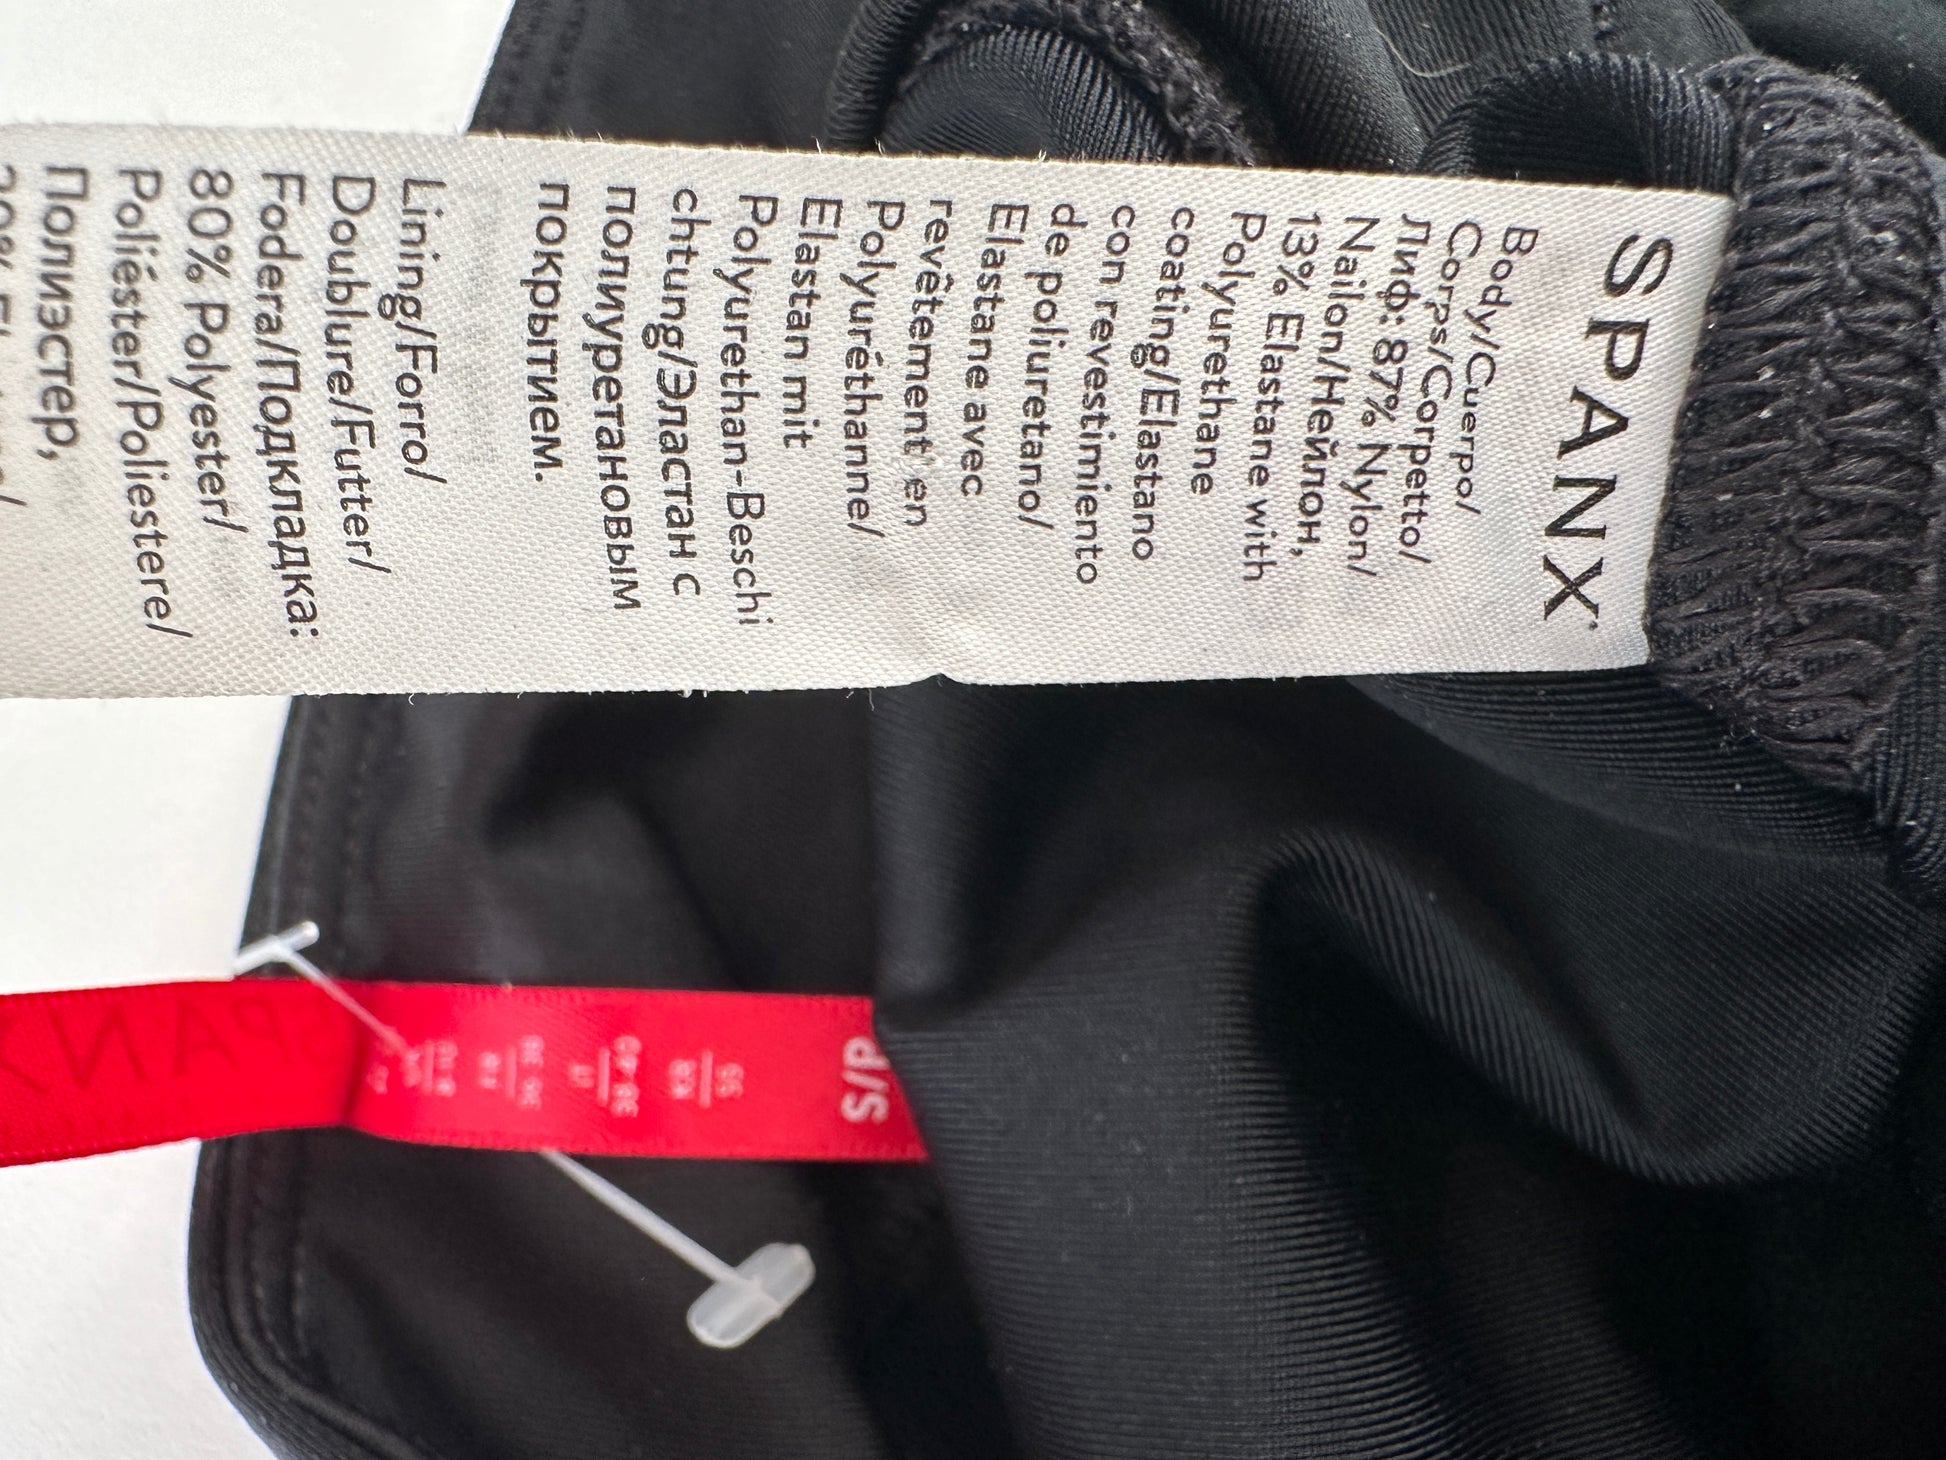 SPANX
Body/Cuerpo/
Corps/Corpetto/
Лиф: 87% Nylon/
Nailon/Нейлон,
13% Elastane with
Polyurethane
coating/Elastano
con revestimiento
de poliuretano/
Elastane avec
revêtement en
Polyuréthanne/
Elastan mit
Polyurethan-Beschi
chtung/Эластан с
полиуретановым
покрытием.
Lining/Forro/
Doublure/Futter/
Fodera/Подкладка:
80% Polyester/
Poliéster/Poliestere/
Полиэстер,
P/S
SPANX